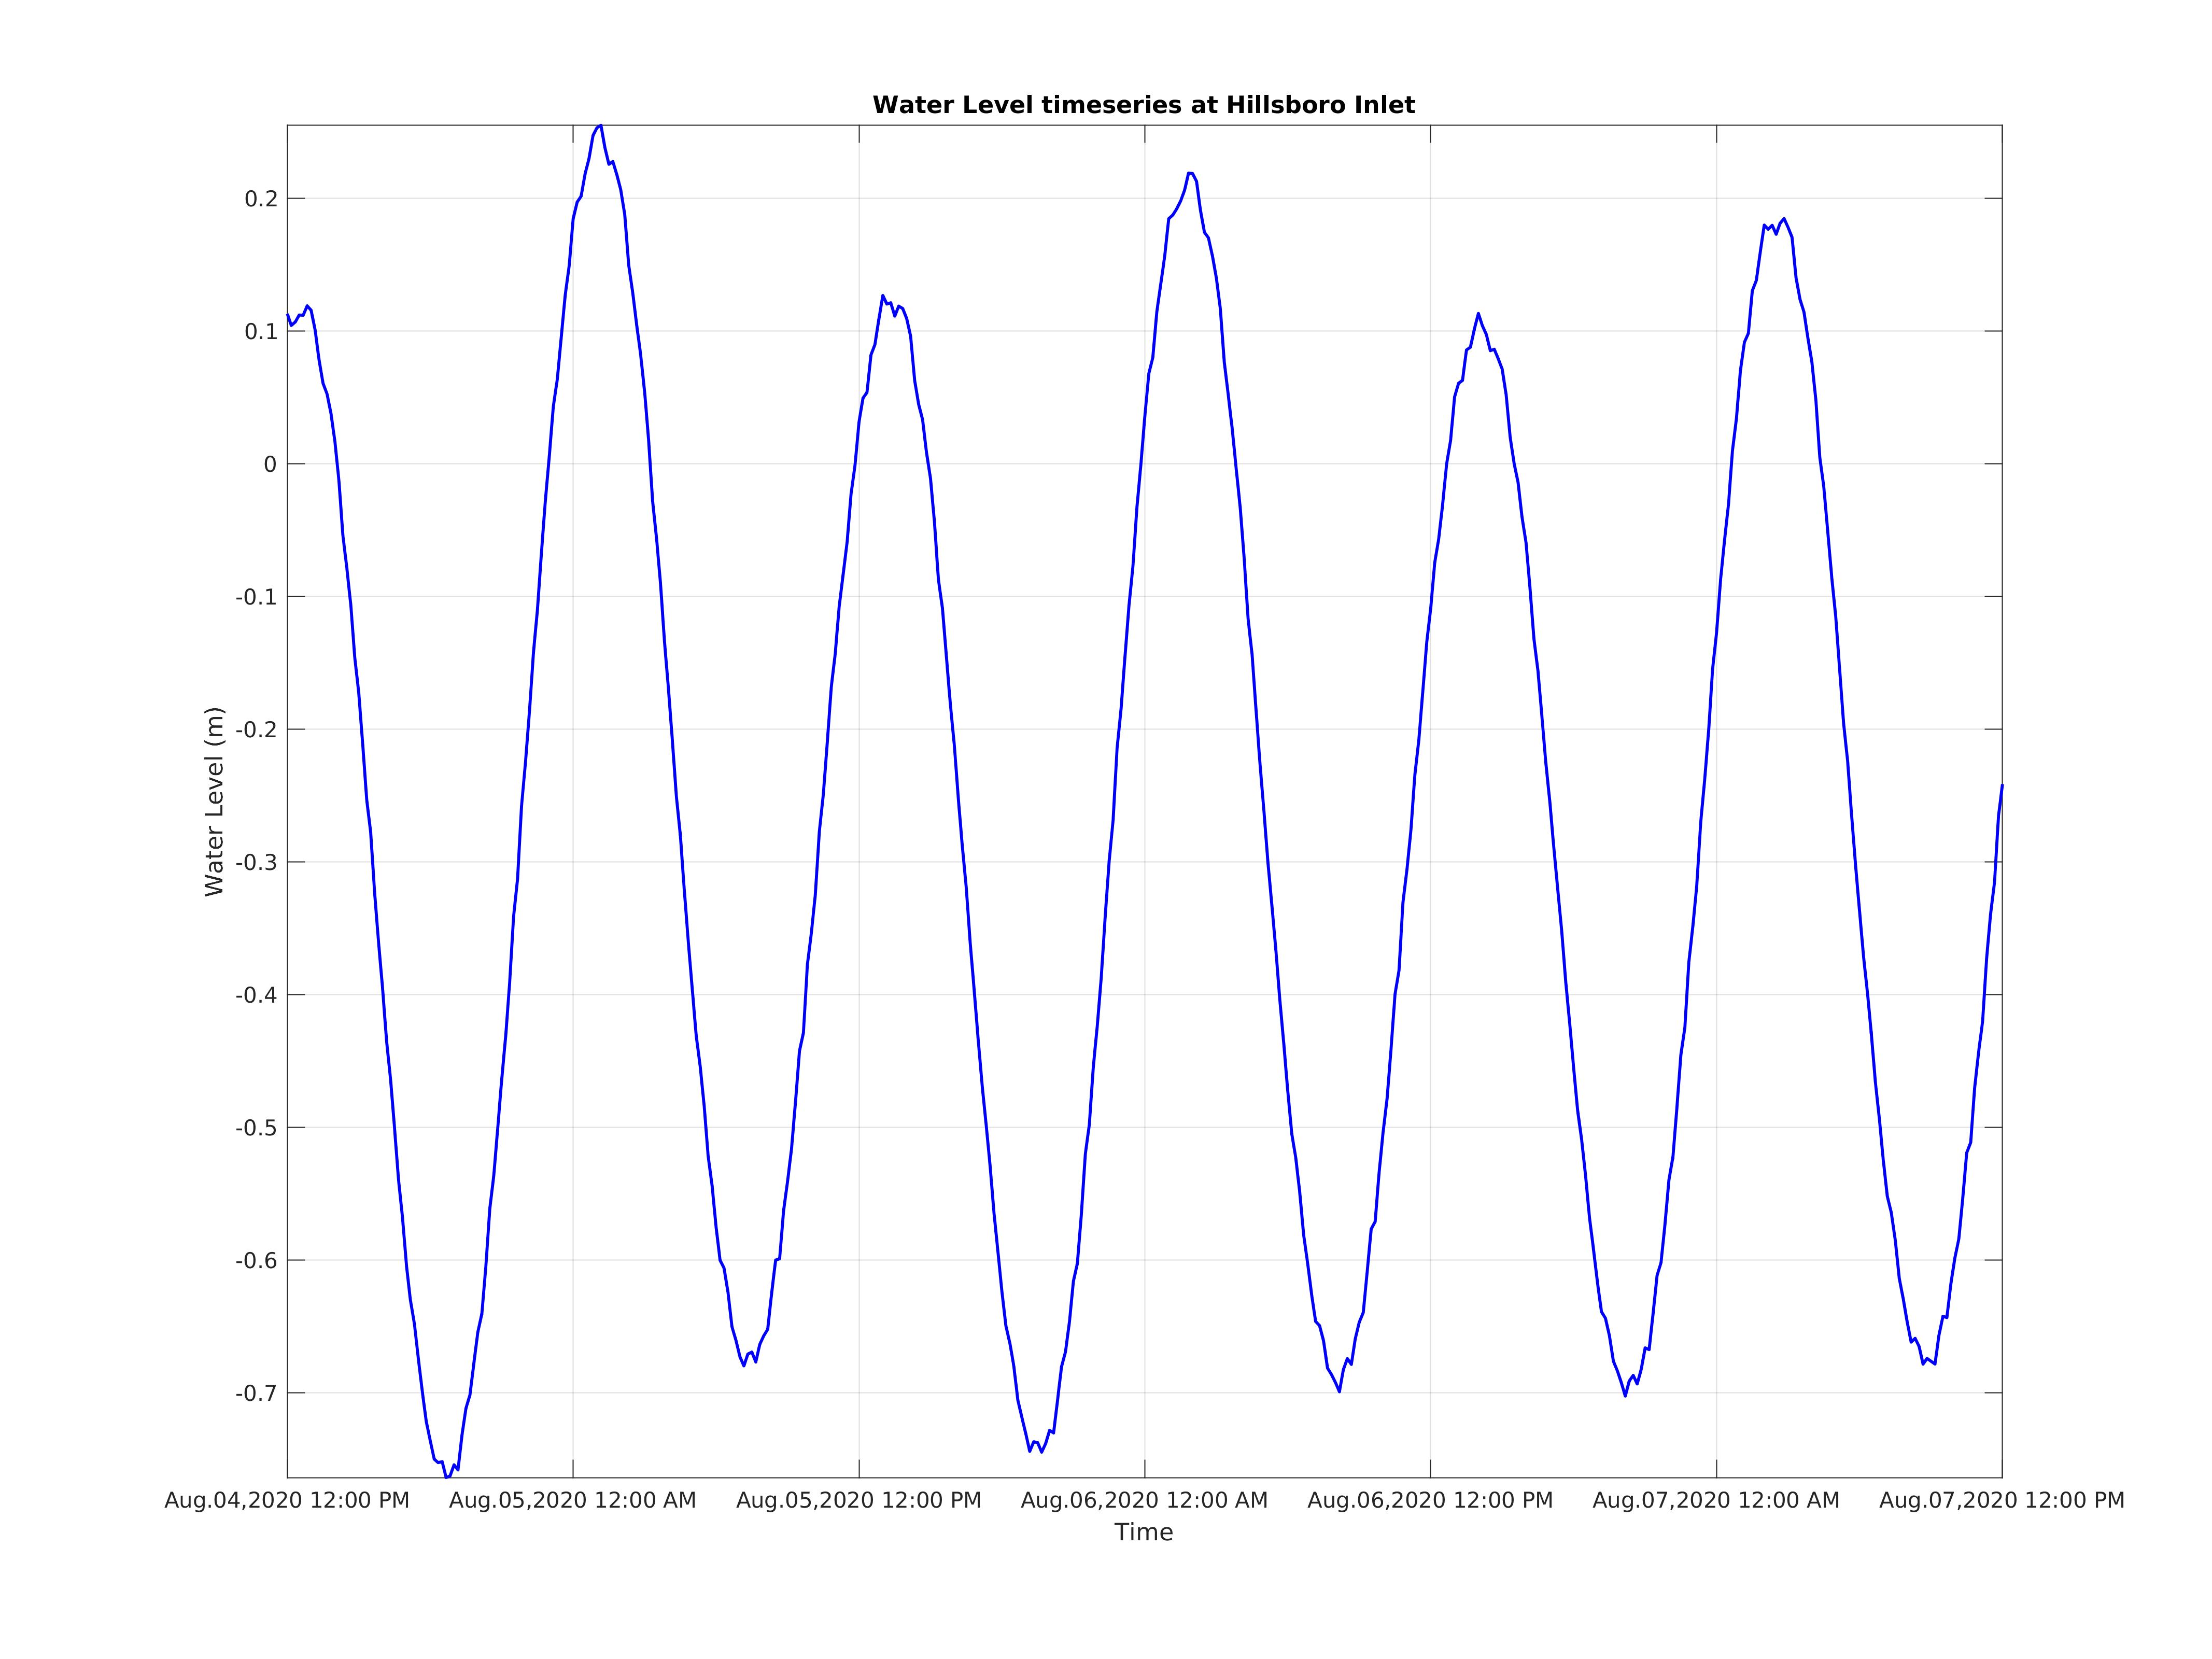 Water Level timeseries at Hillsboro Inlet
0.2
0.1
0
-0.1
-0.2
-0.3
-0.4
-0.5
-0.6
-0.7
Water Level (m)
Aug.04,2020 12:00 PM Aug.05,2020 12:00 AM Aug.05,2020 12:00 PM Aug.06,2020 12:00 AM Aug.06,2020 12:00 PM Aug.07,2020 12:00 AM Aug.07,2020 12:00 PM
Time